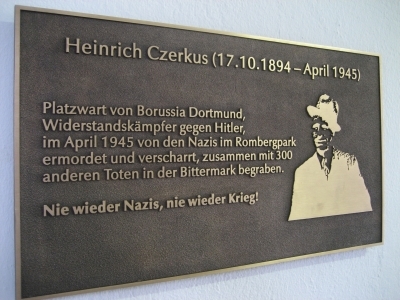 Heinrich Czerkus (17.10.1894 – April 1945)
Platzwart von Borussia Dortmund,
Widerstandskämpfer gegen Hitler,
im April 1945 von den Nazis im Rombergpark
ermordet und verscharrt, zusammen mit 300
anderen Toten in der Bittermark begraben.
Nie wieder Nazis, nie wieder Krieg!